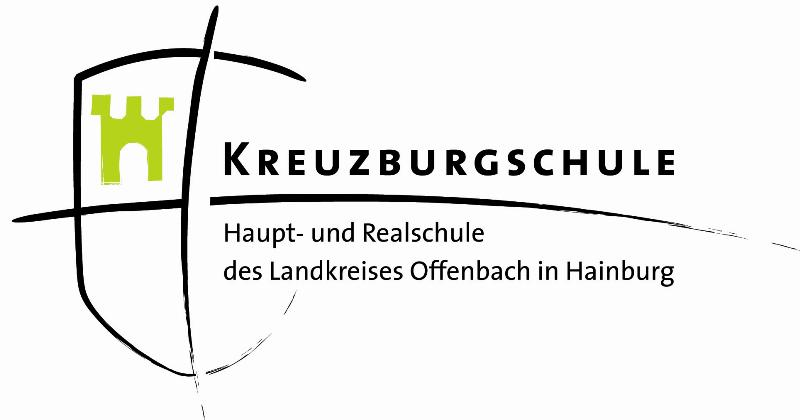 KREUZBURGSCHULE
Haupt- und Realschule
des Landkreises Offenbach in Hainburg